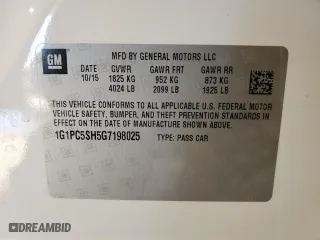 GM
MFD BY GENERAL MOTORS LLC
DATE GVWR GAWR FRT GAWR RR
10/15 1825 KG 952 KG 873 KG
4024 LB 2099 LB 1925 LB
THIS VEHICLE CONFORMS TO ALL APPLICABLE U.S. FEDERAL MOTOR
VEHICLE SAFETY, BUMPER, AND THEFT PREVENTION STANDARDS IN
EFFECT ON THE DATE OF MANUFACTURE SHOWN ABOVE.
1G1PC5SH5G7198025 TYPE: PASS CAR
AUTOBIDMASTER